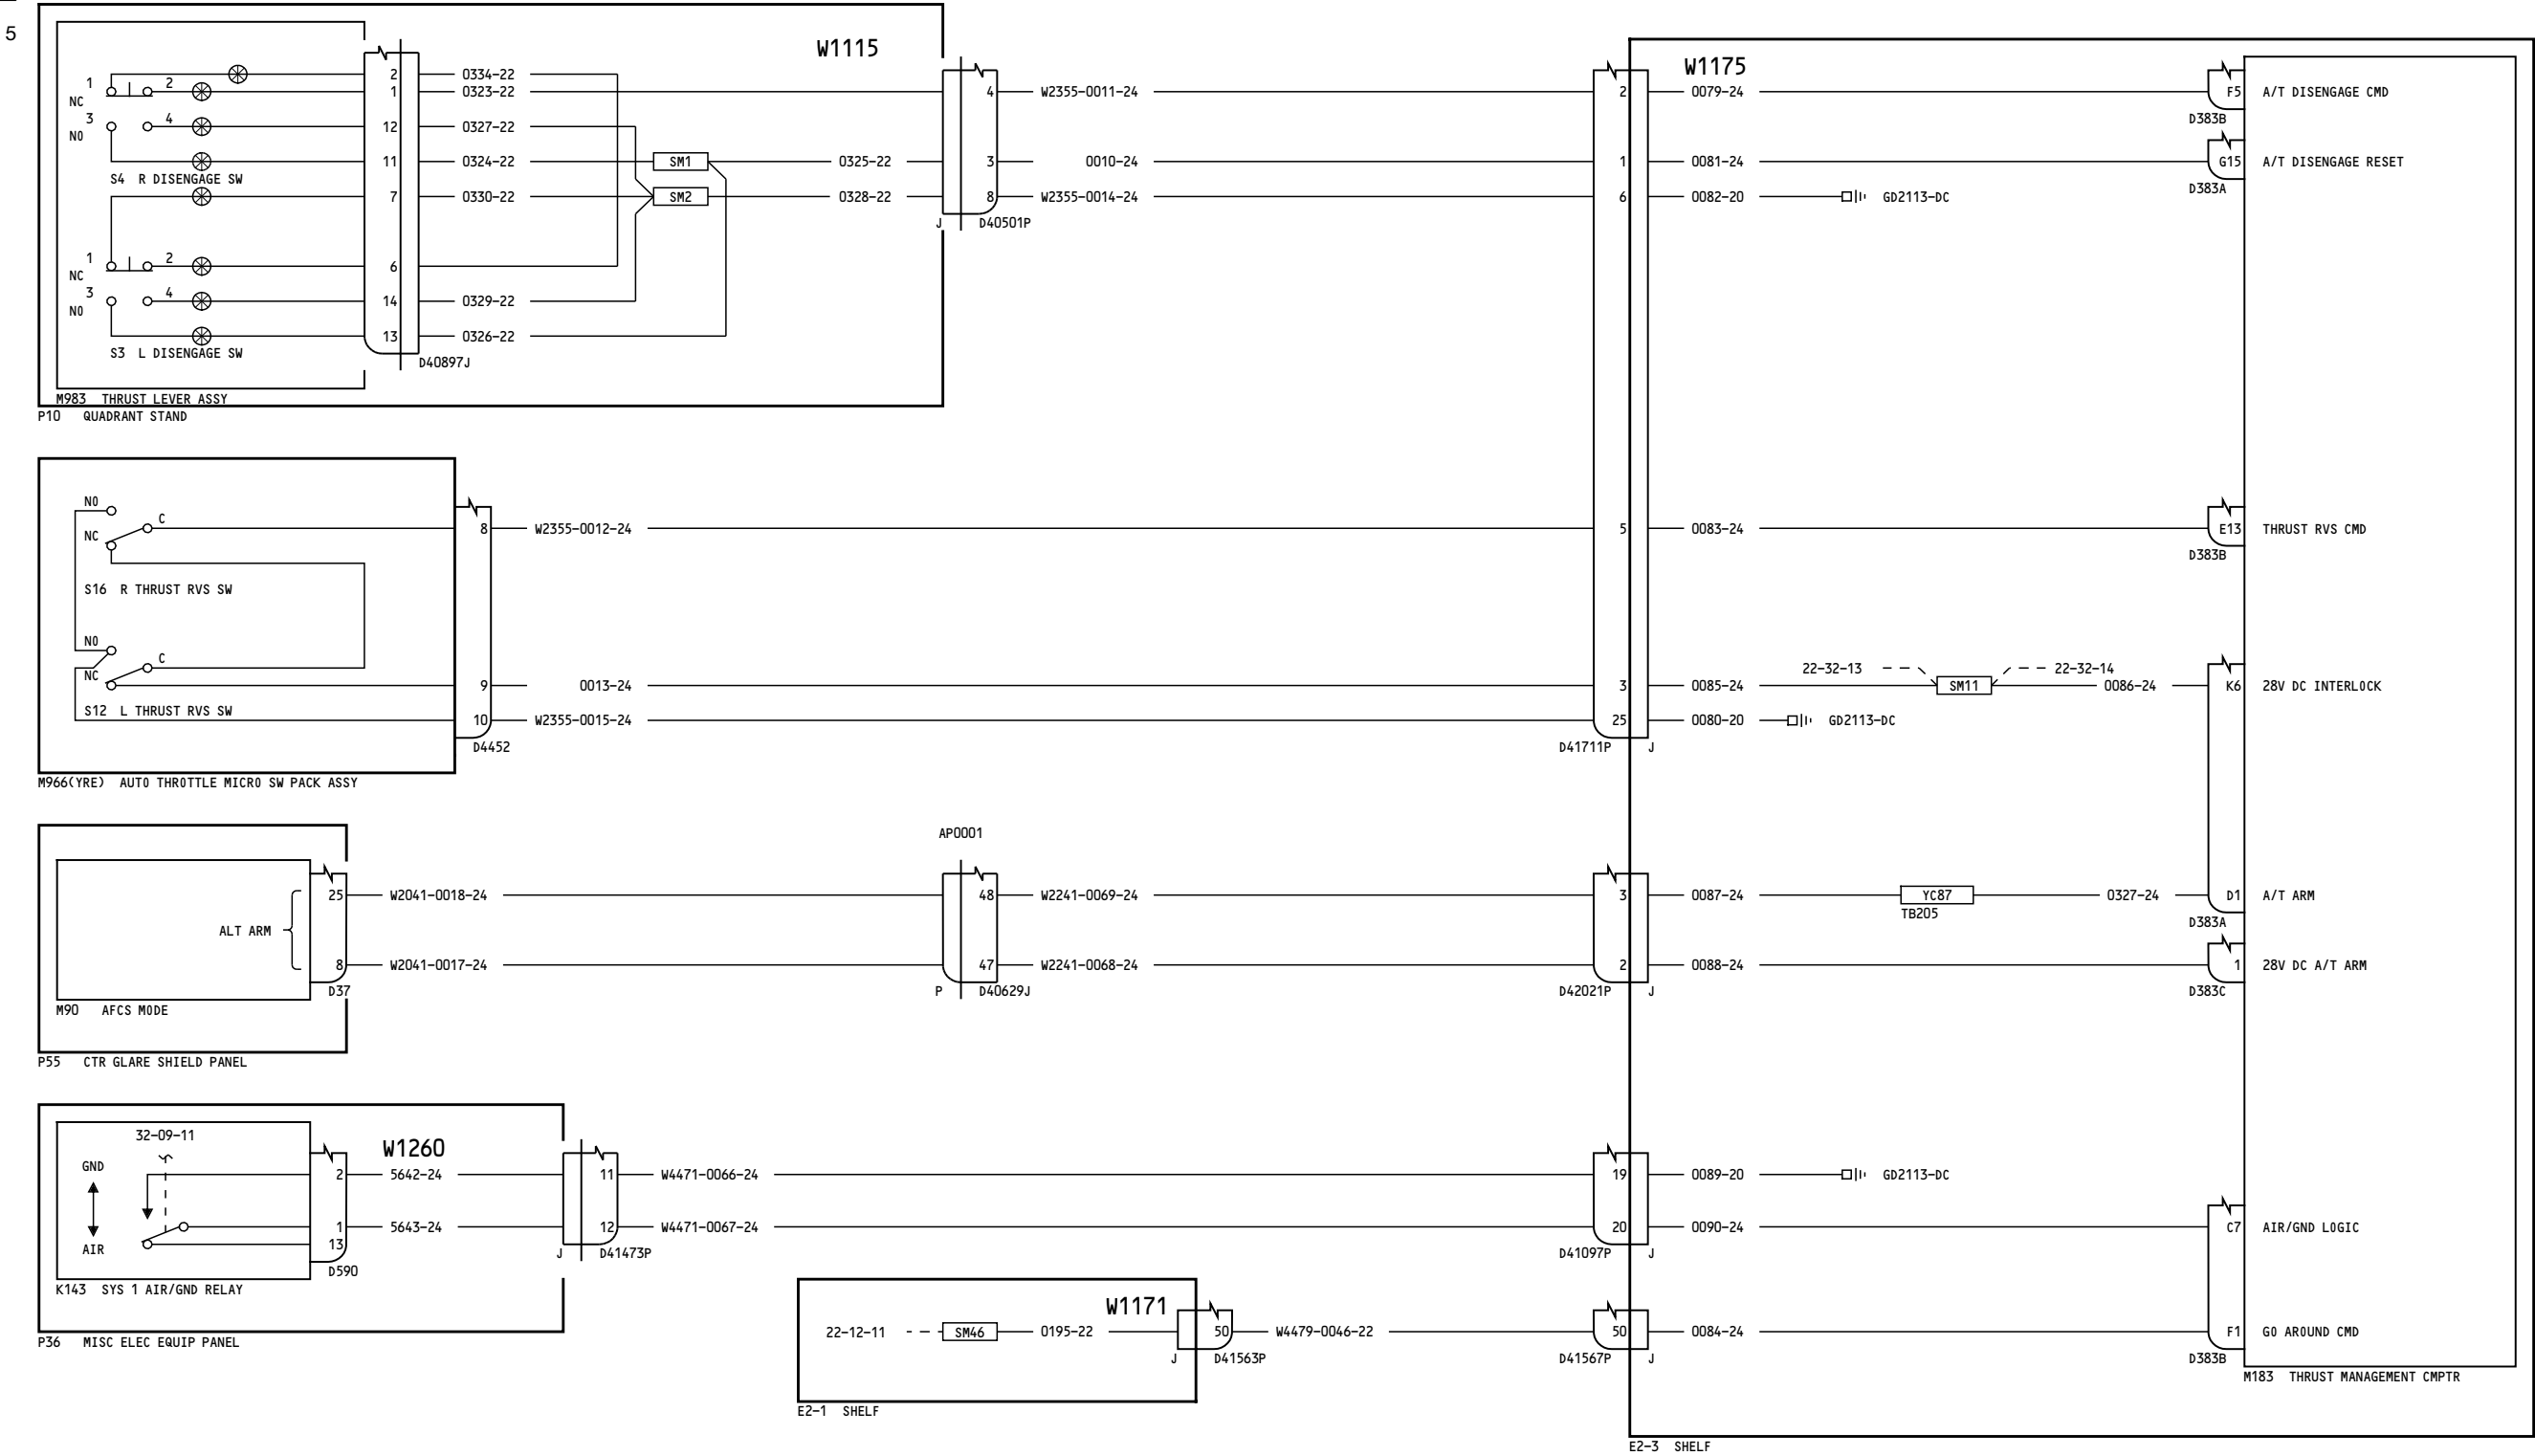 5
W1115
W1175
1
NC
2
3
NO
4
S4 R DISENGAGE SW
1
NC
2
3
NO
4
S3 L DISENGAGE SW
2 0334-22
1 0323-22
12 0327-22
11 0324-22 SM1 0325-22
7 0330-22 SM2 0328-22
6
14 0329-22
13 0326-22
D40897J
M983 THRUST LEVER ASSY
P10 QUADRANT STAND
4 W2355-0011-24 2 0079-24 F5 A/T DISENGAGE CMD
D383B
3 0010-24 1 0081-24 G15 A/T DISENGAGE RESET
D383A
8 W2355-0014-24 6 0082-20 GD2113-DC
J D40501P
NO
NC
C
S16 R THRUST RVS SW
NO
NC
C
S12 L THRUST RVS SW
8 W2355-0012-24 5 0083-24 E13 THRUST RVS CMD
D383B
22-32-13 22-32-14
9 0013-24 3 0085-24 SM11 0086-24 K6 28V DC INTERLOCK
10 W2355-0015-24 25 0080-20 GD2113-DC
D4452
D41711P J
M966(YRE) AUTO THROTTLE MICRO SW PACK ASSY
AP0001
ALT ARM
25 W2041-0018-24 48 W2241-0069-24 3 0087-24 YC87 0327-24 D1 A/T ARM
TB205
D383A
8 W2041-0017-24 47 W2241-0068-24 2 0088-24 1 28V DC A/T ARM
D37
P D40629J
D42021P J
D383C
M90 AFCS MODE
P55 CTR GLARE SHIELD PANEL
32-09-11
W1260
GND
AIR
2 5642-24 11 W4471-0066-24 19 0089-20 GD2113-DC
1 5643-24 12 W4471-0067-24 20 0090-24 C7 AIR/GND LOGIC
13
D590
J D41473P
D41097P J
K143 SYS 1 AIR/GND RELAY
P36 MISC ELEC EQUIP PANEL
W1171
22-12-11 SM46 0195-22 50 W4479-0046-22 50 0084-24 F1 GO AROUND CMD
J D41563P
D41567P J
D383B
M183 THRUST MANAGEMENT CMPTR
E2-1 SHELF
E2-3 SHELF